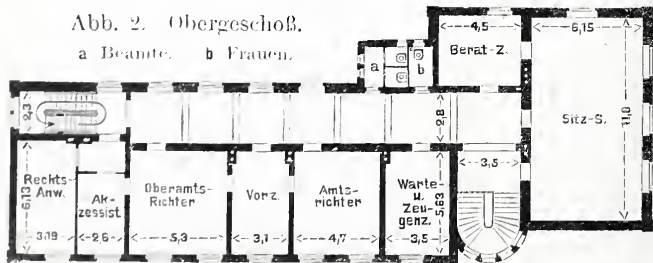 Abb. 2. Obergeschoß.
a Beamte. b Frauen.
4,5
6,15
Berat-Z.
a
b
2,3
2,8
Sitz-S.
11,0
3,5
Rechts-
Anw.
6,13
Ak-
zessist.
Oberamts-
Richter
Vorz.
Amts-
richter
Warte-
u.
Zeu-
genz.
5,63
3,19
2,6
5,3
3,1
4,7
3,5